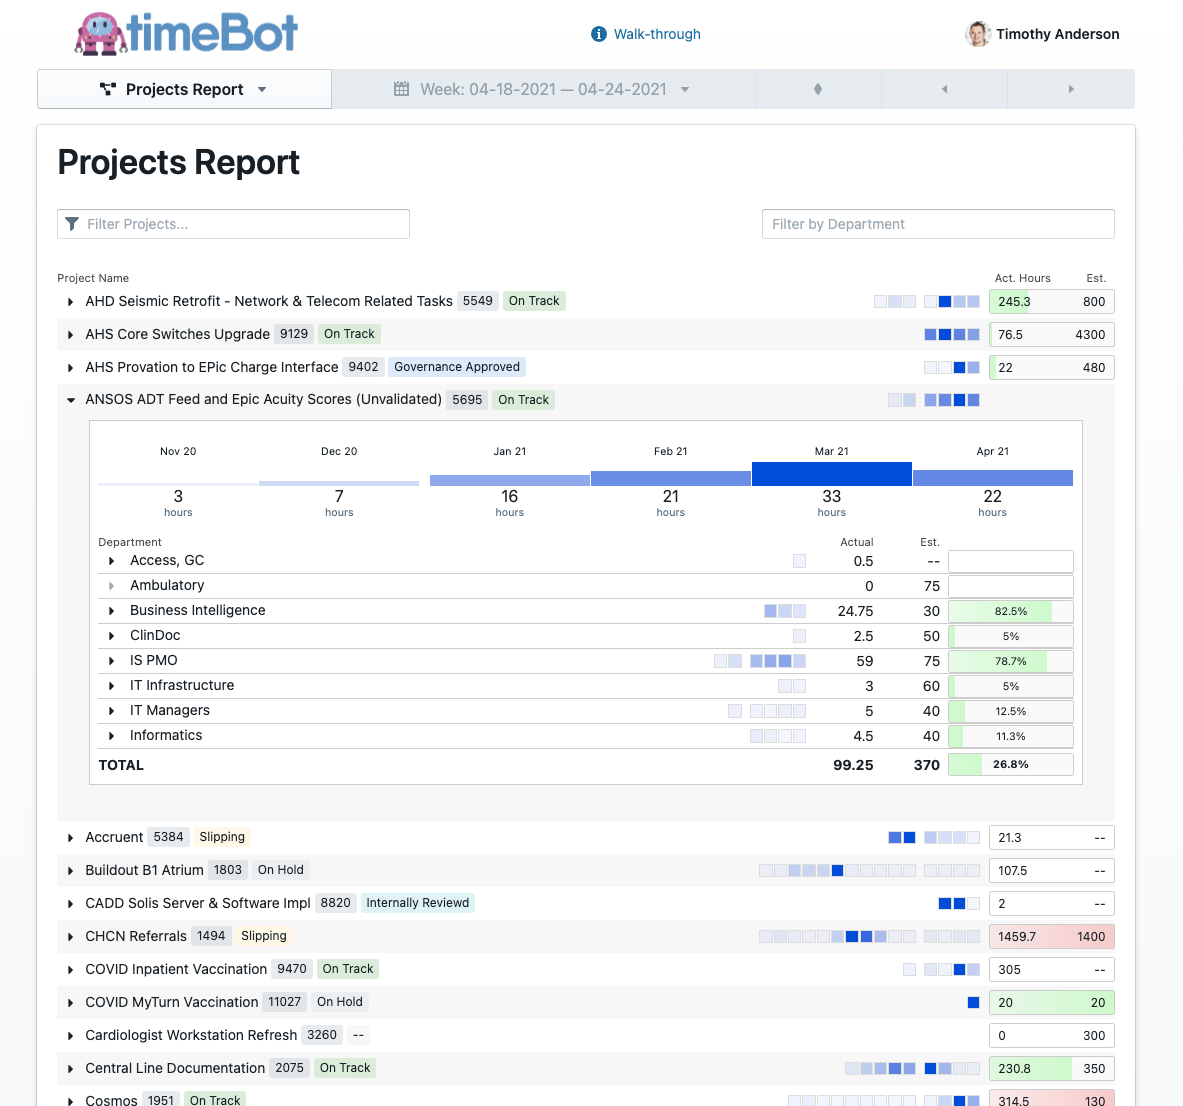 timeBot
Walk-through
Timothy Anderson
Projects Report
Week: 04-18-2021 — 04-24-2021
Projects Report
Filter Projects...
Filter by Department
Project Name Act. Hours Est.
AHD Seismic Retrofit - Network & Telecom Related Tasks 5549 On Track 245.3 800
AHS Core Switches Upgrade 9129 On Track 76.5 4300
AHS Provation to EPic Charge Interface 9402 Governance Approved 22 480
ANSOS ADT Feed and Epic Acuity Scores (Unvalidated) 5695 On Track
Nov 20 Dec 20 Jan 21 Feb 21 Mar 21 Apr 21
3 7 16 21 33 22
hours hours hours hours hours hours
Department Actual Est.
Access, GC 0.5 --
Ambulatory 0 75
Business Intelligence 24.75 30 82.5%
ClinDoc 2.5 50 5%
IS PMO 59 75 78.7%
IT Infrastructure 3 60 5%
IT Managers 5 40 12.5%
Informatics 4.5 40 11.3%
TOTAL 99.25 370 26.8%
Accruent 5384 Slipping 21.3 --
Buildout B1 Atrium 1803 On Hold 107.5 --
CADD Solis Server & Software Impl 8820 Internally Reviewd 2 --
CHCN Referrals 1494 Slipping 1459.7 1400
COVID Inpatient Vaccination 9470 On Track 305 --
COVID MyTurn Vaccination 11027 On Hold 20 20
Cardiologist Workstation Refresh 3260 -- 0 300
Central Line Documentation 2075 On Track 230.8 350
Cosmos 1951 On Track 314.5 130